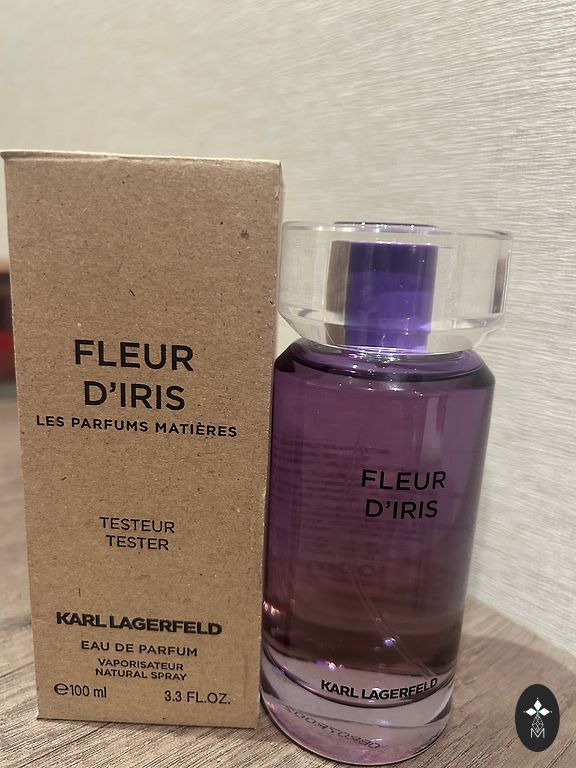 FLEUR
D'IRIS
LES PARFUMS MATIÈRES
TESTEUR
TESTER
KARL LAGERFELD
EAU DE PARFUM
VAPORISATEUR
NATURAL SPRAY
℮100 ml 3.3 FL.OZ.
FLEUR
D'IRIS
KARL LAGERFELD